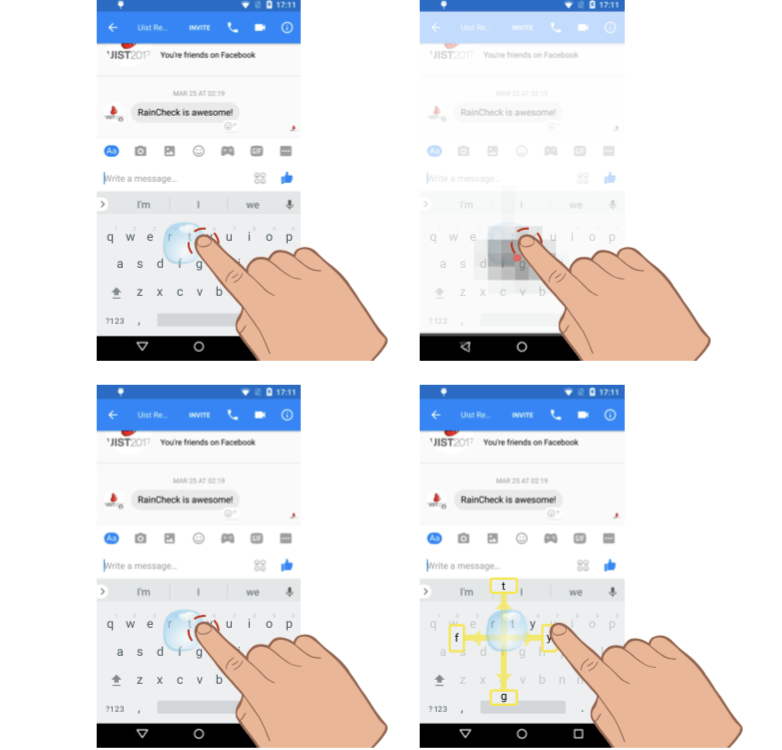 17:11
Uist Re... INVITE
UIST2017 You're friends on Facebook
MAR 25 AT 02:19
RainCheck is awesome!
Aa GIF
Write a message...
I'm I we
q w e r t y u i o p
a s d f g
z x c v b
?123 ,
17:11
Uist Re... INVITE
UIST2017 You're friends on Facebook
MAR 25 AT 02:19
RainCheck is awesome!
Aa GIF
Write a message...
I'm I we
q w e r u i o p
a s d f g
z x c v b
?123 ,
17:11
Uist Re... INVITE
UIST2017 You're friends on Facebook
MAR 25 AT 02:19
RainCheck is awesome!
Aa GIF
Write a message...
I'm I we
q w e r t y u i o p
a s d f g
z x c v b
?123 ,
17:11
Uist Re... INVITE
UIST2017 You're friends on Facebook
MAR 25 AT 02:19
RainCheck is awesome!
Aa GIF
Write a message...
I'm t I we
q w e r t y u i o p
f y
a s d g h
z x c v b n
g
?123 , .